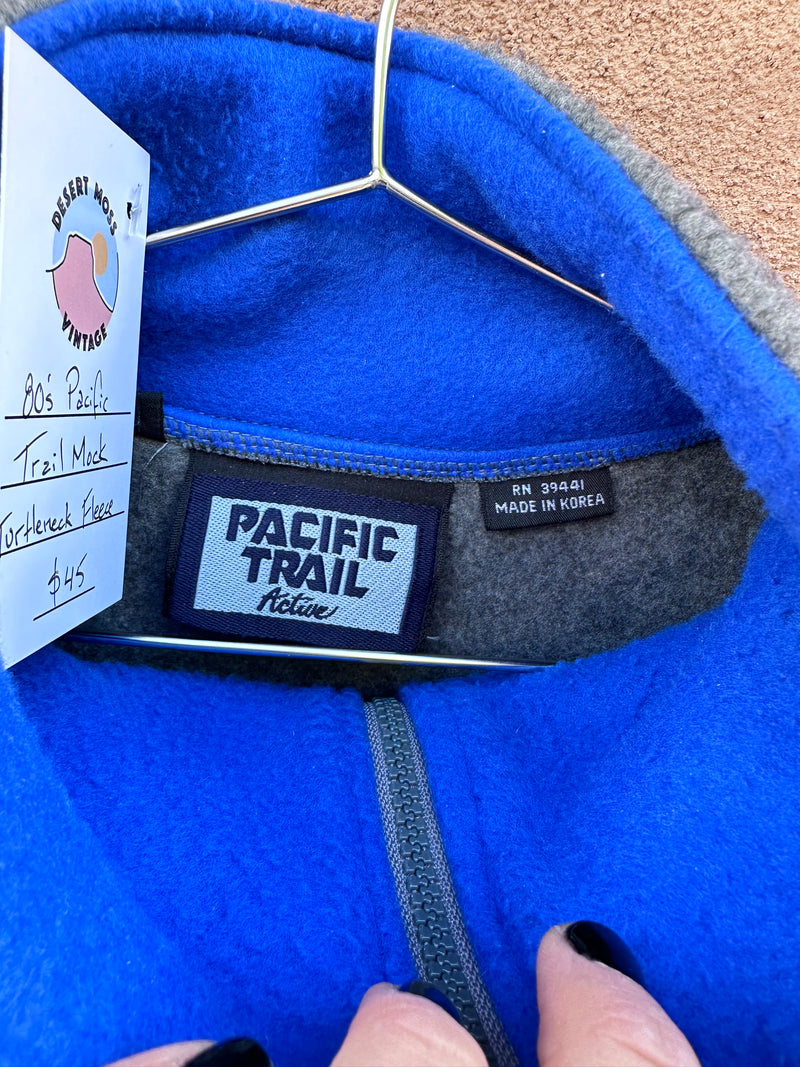 DESERT MOSS
VINTAGE
80's Pacific
Trail Mock
Turtleneck Fleece
$45
PACIFIC
TRAIL
Active
RN 39441
MADE IN KOREA